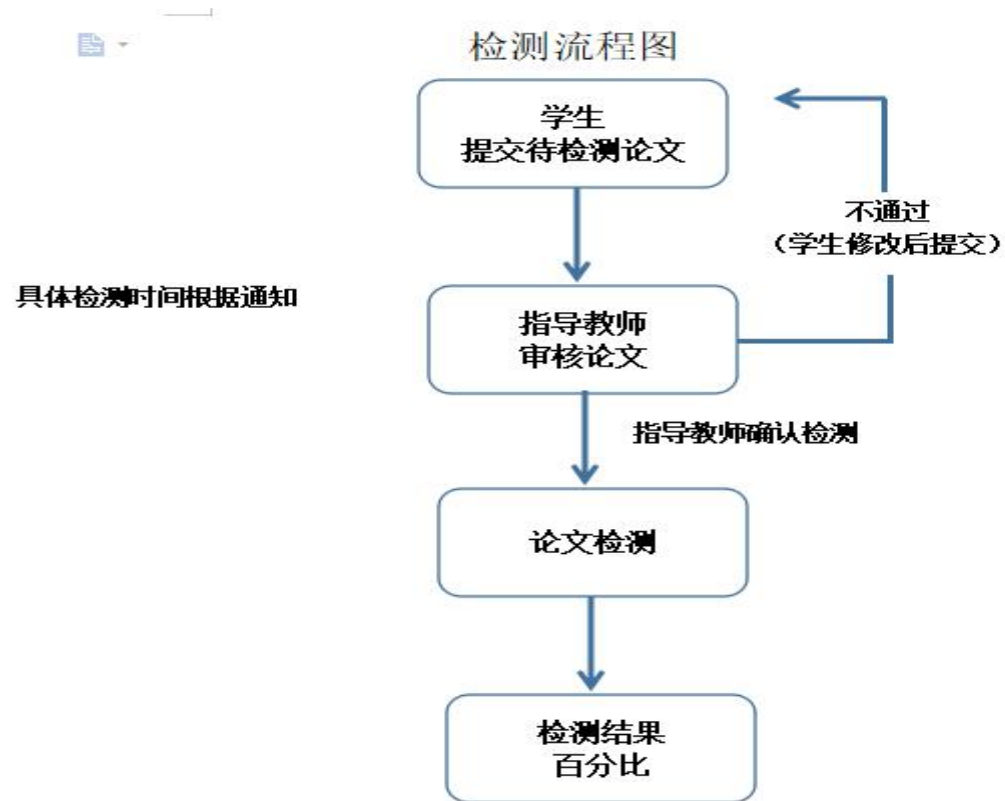 检测流程图
学生
提交待检测论文
不通过
（学生修改后提交）
具体检测时间根据通知
指导教师
审核论文
指导教师确认检测
论文检测
检测结果
百分比